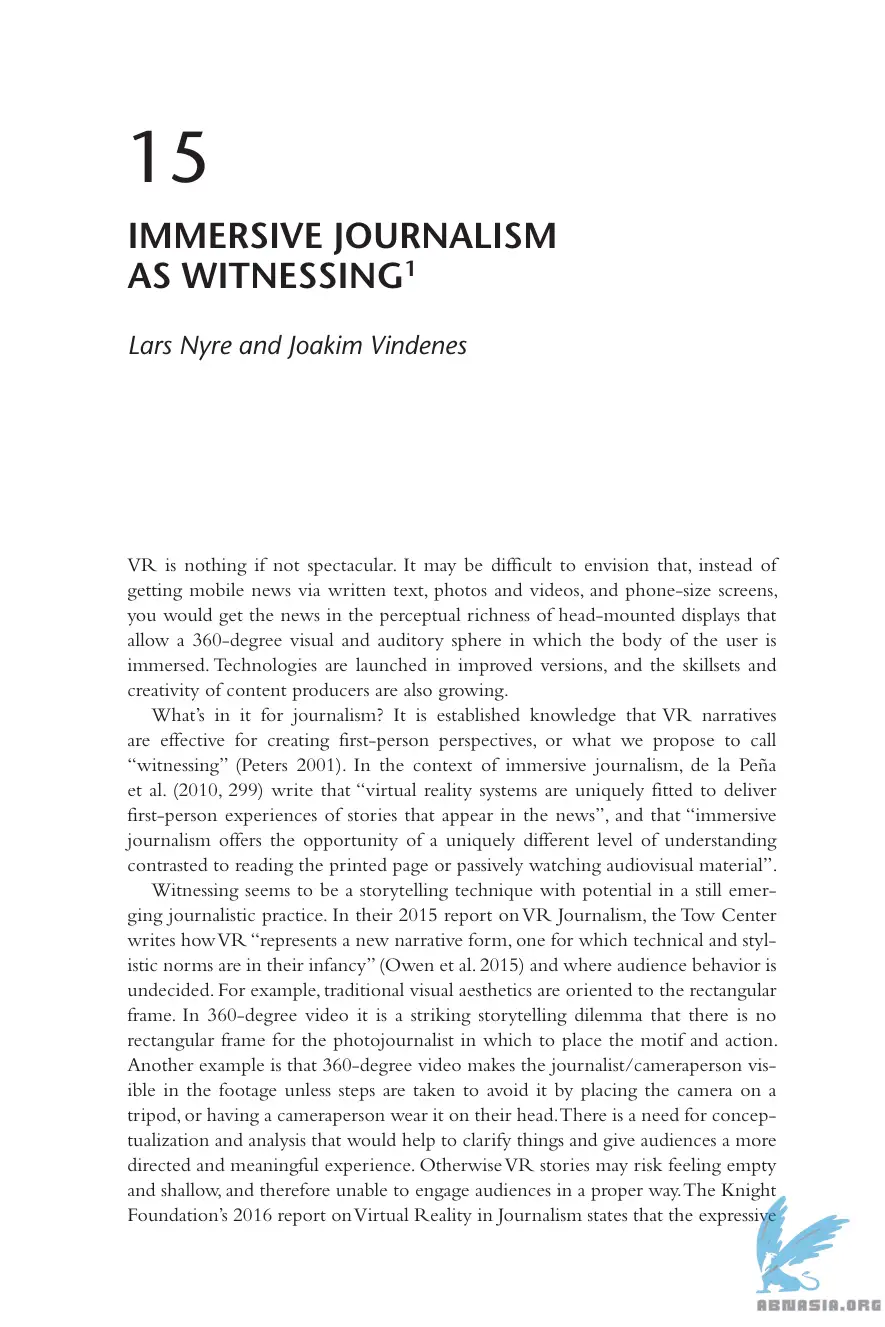 15
IMMERSIVE JOURNALISM
AS WITNESSING¹
Lars Nyre and Joakim Vindenes
VR is nothing if not spectacular. It may be difficult to envision that, instead of
getting mobile news via written text, photos and videos, and phone-size screens,
you would get the news in the perceptual richness of head-mounted displays that
allow a 360-degree visual and auditory sphere in which the body of the user is
immersed. Technologies are launched in improved versions, and the skillsets and
creativity of content producers are also growing.
What’s in it for journalism? It is established knowledge that VR narratives
are effective for creating first-person perspectives, or what we propose to call
“witnessing” (Peters 2001). In the context of immersive journalism, de la Peña
et al. (2010, 299) write that “virtual reality systems are uniquely fitted to deliver
first-person experiences of stories that appear in the news”, and that “immersive
journalism offers the opportunity of a uniquely different level of understanding
contrasted to reading the printed page or passively watching audiovisual material”.
Witnessing seems to be a storytelling technique with potential in a still emer-
ging journalistic practice. In their 2015 report on VR Journalism, the Tow Center
writes how VR “represents a new narrative form, one for which technical and styl-
istic norms are in their infancy” (Owen et al. 2015) and where audience behavior is
undecided. For example, traditional visual aesthetics are oriented to the rectangular
frame. In 360-degree video it is a striking storytelling dilemma that there is no
rectangular frame for the photojournalist in which to place the motif and action.
Another example is that 360-degree video makes the journalist/cameraperson vis-
ible in the footage unless steps are taken to avoid it by placing the camera on a
tripod, or having a cameraperson wear it on their head. There is a need for concep-
tualization and analysis that would help to clarify things and give audiences a more
directed and meaningful experience. Otherwise VR stories may risk feeling empty
and shallow, and therefore unable to engage audiences in a proper way. The Knight
Foundation’s 2016 report on Virtual Reality in Journalism states that the expressive
ABNASIA.ORG